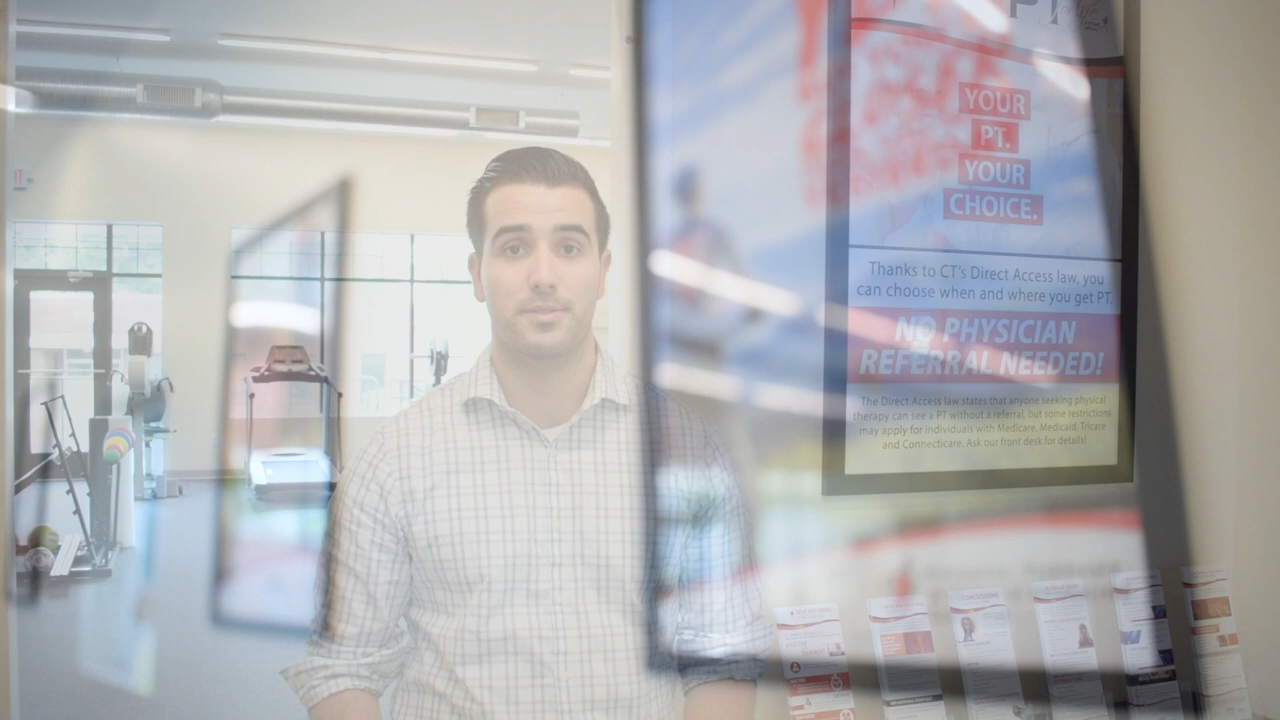 PT
YOUR
PT.
YOUR
CHOICE.
Thanks to CT's Direct Access law, you
can choose when and where you get PT.
NO PHYSICIAN
REFERRAL NEEDED!
The Direct Access law states that anyone seeking physical
therapy can see a PT without a referral, but some restrictions
may apply for individuals with Medicare, Medicaid, Tricare
and Connecticare. Ask our front desk for details!
CONCUSSION